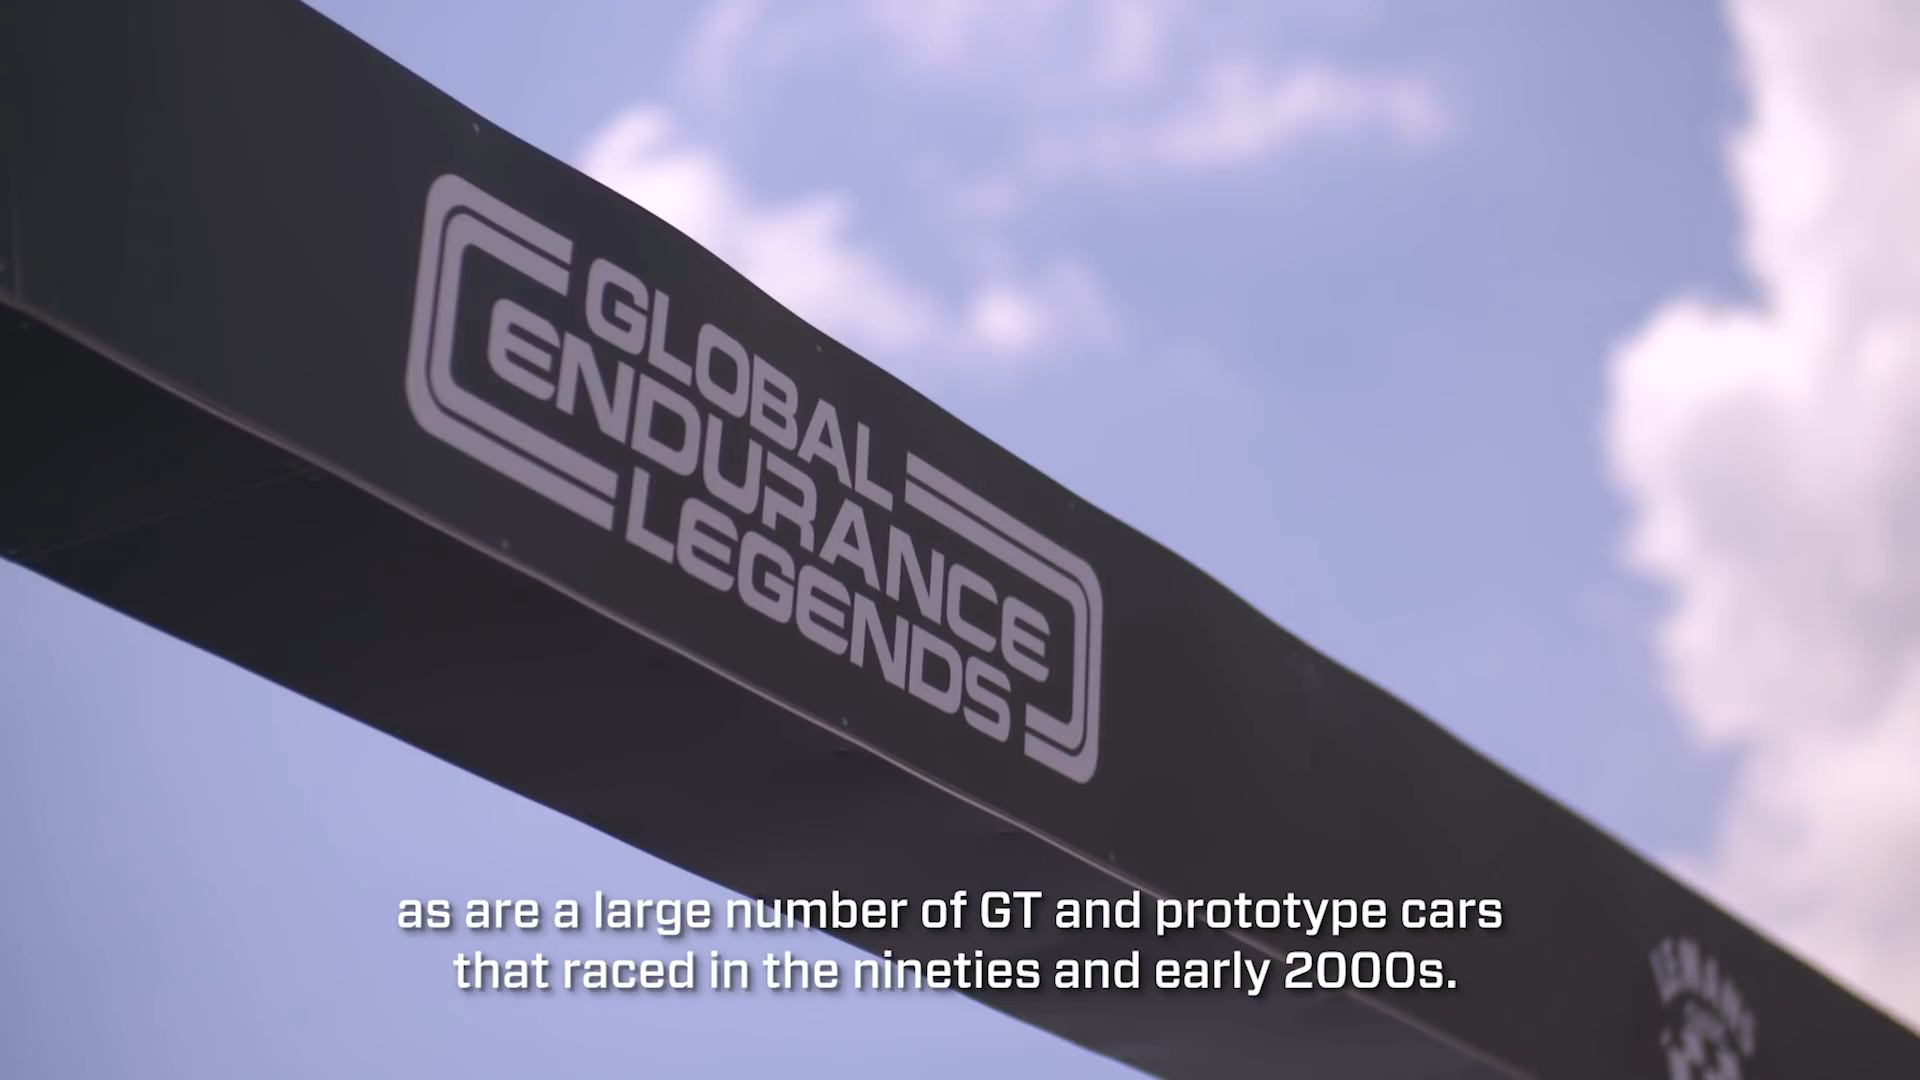 GLOBAL
ENDURANCE
LEGENDS
as are a large number of GT and prototype cars
that raced in the nineties and early 2000s.